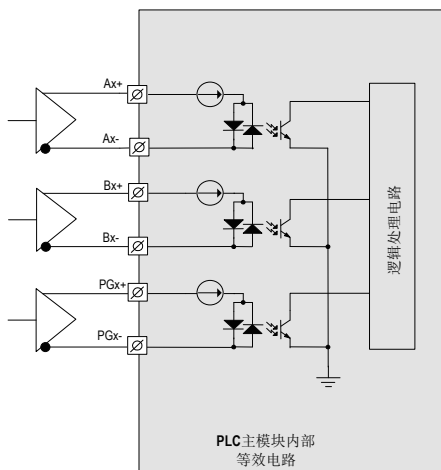 Ax+
Ax-
Bx+
Bx-
PGx+
PGx-
逻辑处理电路
PLC主模块内部
等效电路